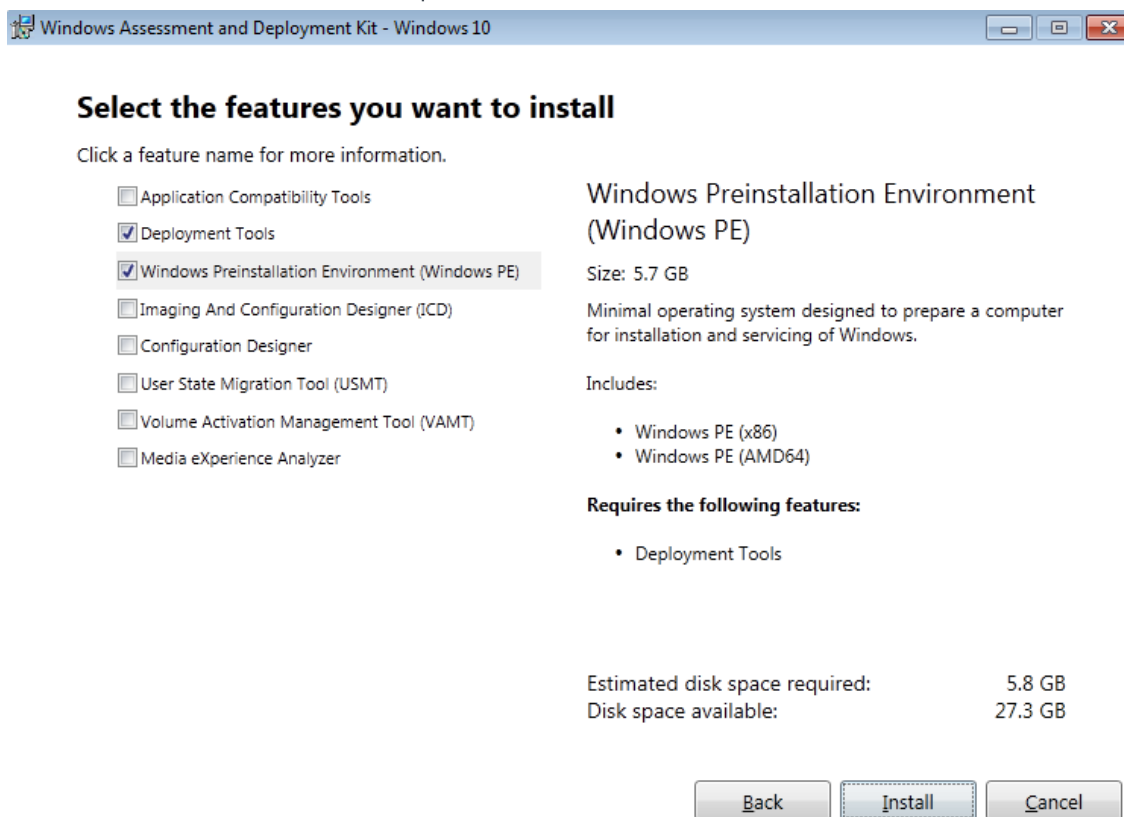 Windows Assessment and Deployment Kit - Windows 10
Select the features you want to install
Click a feature name for more information.
Application Compatibility Tools
Deployment Tools
Windows Preinstallation Environment (Windows PE)
Imaging And Configuration Designer (ICD)
Configuration Designer
User State Migration Tool (USMT)
Volume Activation Management Tool (VAMT)
Media eXperience Analyzer
Windows Preinstallation Environment
(Windows PE)
Size: 5.7 GB
Minimal operating system designed to prepare a computer
for installation and servicing of Windows.
Includes:
• Windows PE (x86)
• Windows PE (AMD64)
Requires the following features:
• Deployment Tools
Estimated disk space required: 5.8 GB
Disk space available: 27.3 GB
Back Install Cancel